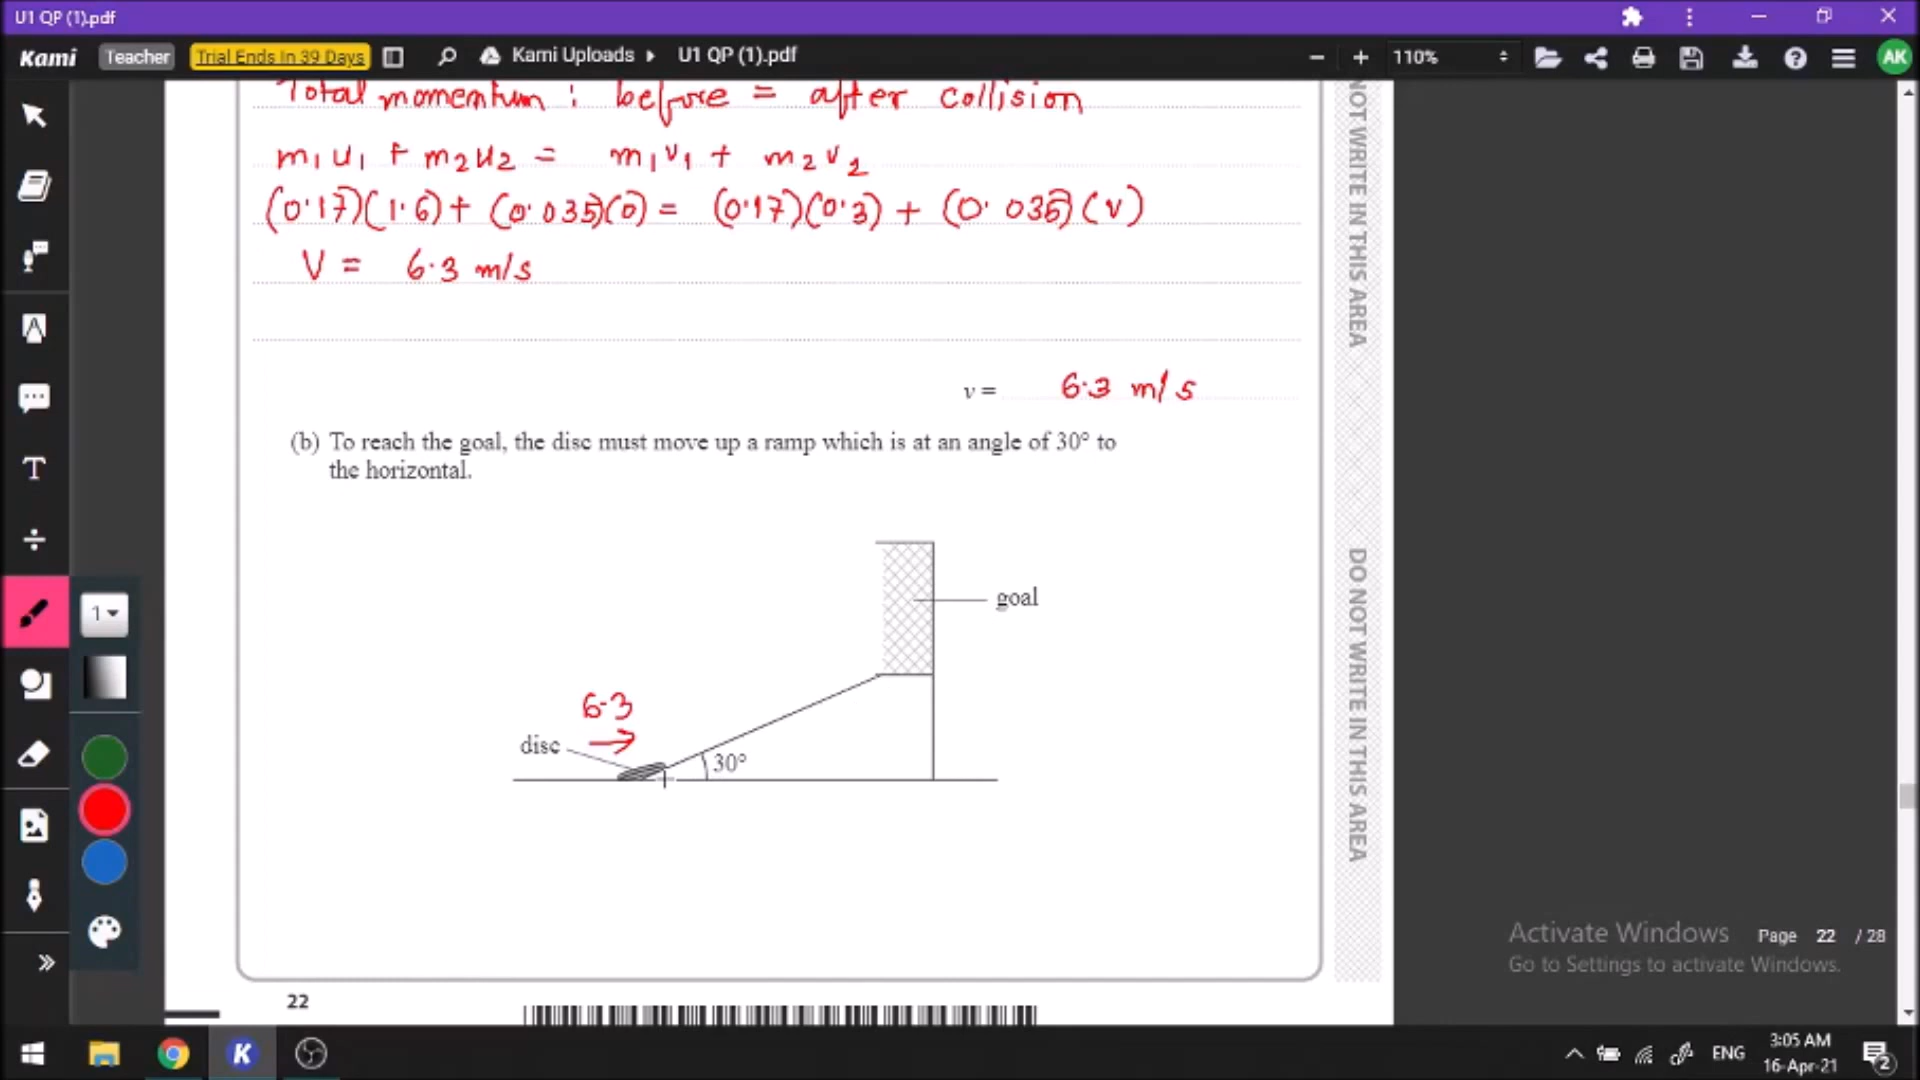 U1 QP (1).pdf
Kami Teacher Trial Ends In 39 Days Kami Uploads U1 QP (1).pdf 110% AK
Total momentum : before = after collision
m₁u₁ + m₂u₂ = m₁v₁ + m₂v₂
(0.17)(1.6) + (0.035)(0) = (0.17)(0.3) + (0.035)(v)
V = 6.3 m/s
v = 6.3 m/s
(b) To reach the goal, the disc must move up a ramp which is at an angle of 30° to
the horizontal.
goal
6.3
disc
30°
22
NOT WRITE IN THIS AREA
DO NOT WRITE IN THIS AREA
T
1
Activate Windows
Go to Settings to activate Windows.
Page 22 / 28
K
ENG
3:05 AM
16-Apr-21
2